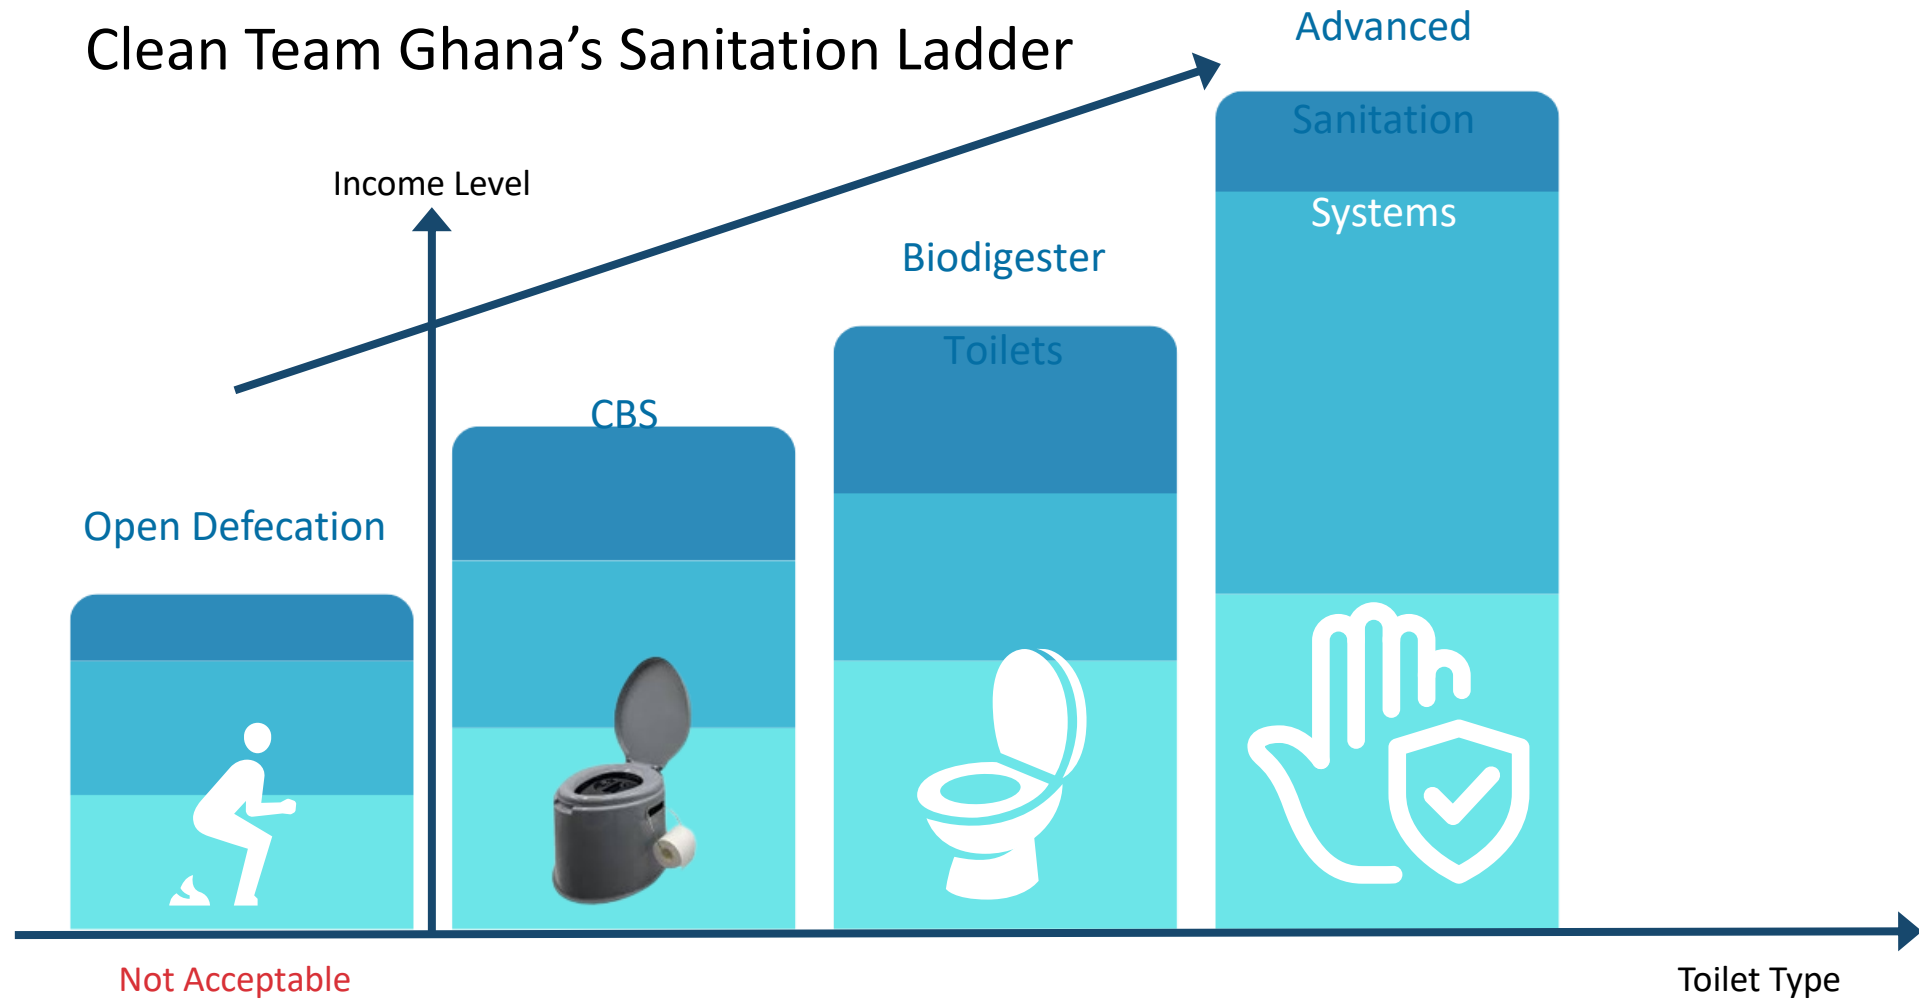 Clean Team Ghana’s Sanitation Ladder
Advanced
Sanitation
Systems
Income Level
Biodigester
Toilets
CBS
Open Defecation
Not Acceptable
Toilet Type